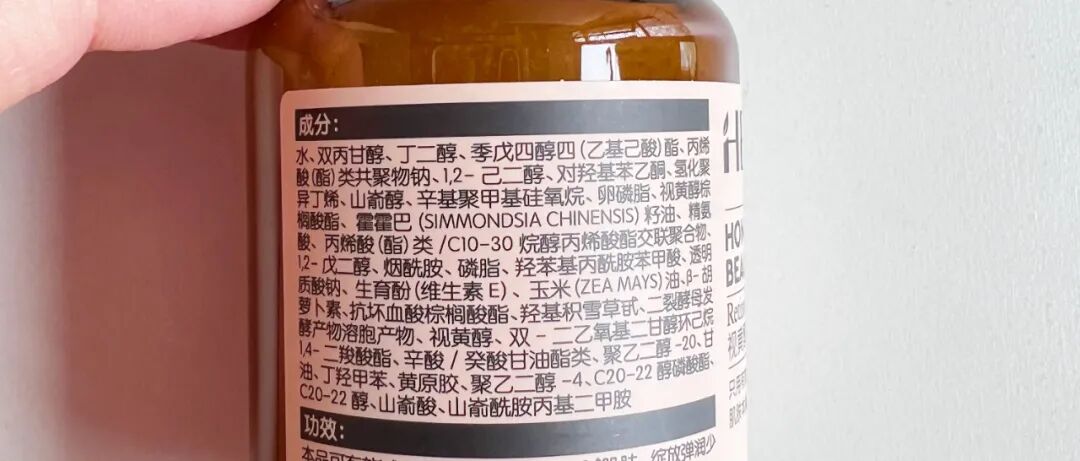 成分：
水、双丙甘醇、丁二醇、季戊四醇四(乙基己酸)酯、丙烯
酸(酯)类共聚物钠、1,2-己二醇、对羟基苯乙酮、氢化聚
异丁烯、山嵛醇、辛基聚甲基硅氧烷、卵磷脂、视黄醇棕
榈酸酯、霍霍巴(SIMMONDSIA CHINENSIS)籽油、精氨
酸、丙烯酸(酯)类/C10-30烷醇丙烯酸酯交联聚合物、
1,2-戊二醇、烟酰胺、磷脂、羟苯基丙酰胺苯甲酸、透明
质酸钠、生育酚(维生素E)、玉米(ZEA MAYS)油、β-胡
萝卜素、抗坏血酸棕榈酸酯、羟基积雪草甙、二裂酵母发
酵产物溶胞产物、视黄醇、双-二乙氧基二甘醇环己烷
1,4-二羧酸酯、辛酸/癸酸甘油酯类、聚乙二醇-20、甘
油、丁羟甲苯、黄原胶、聚乙二醇-4、C20-22醇磷酸酯、
C20-22醇、山嵛酸、山嵛酰胺丙基二甲胺
功效：
HON
BEA
Retin
视黄